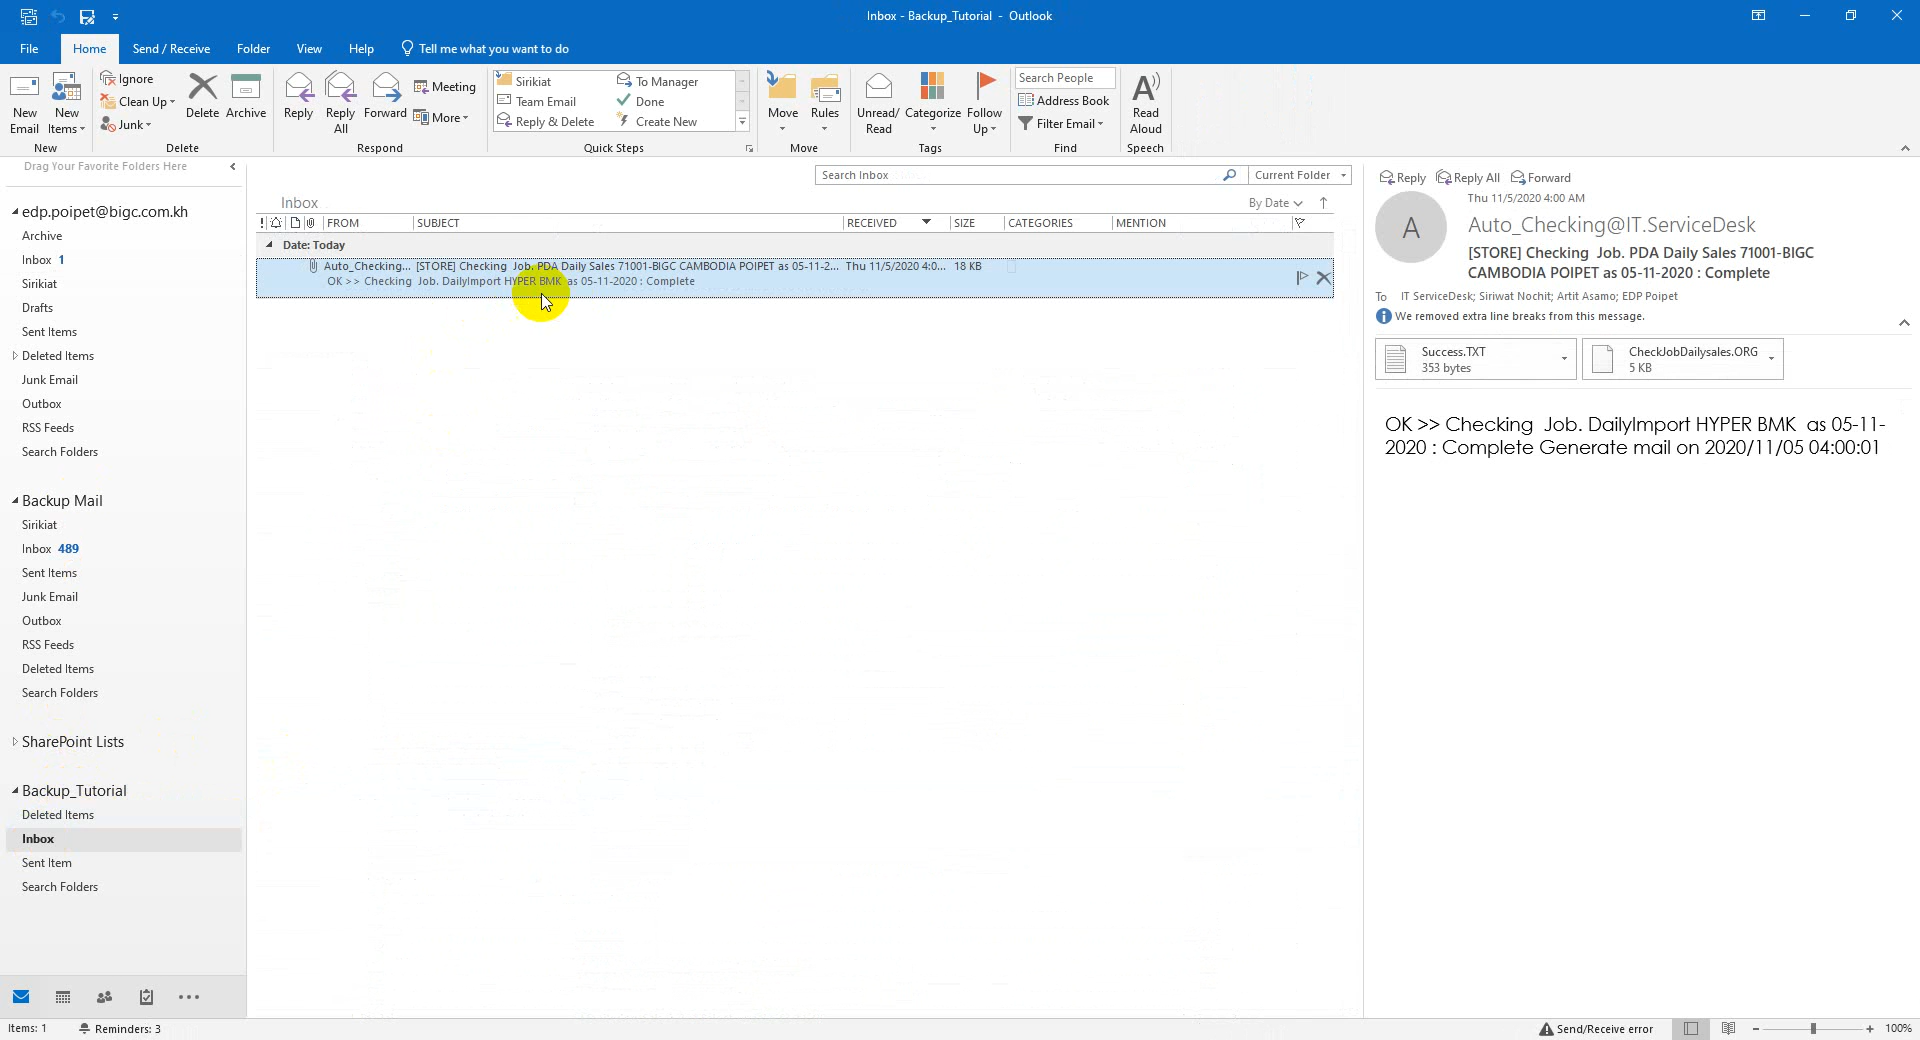 Inbox - Backup_Tutorial - Outlook
File Home Send / Receive Folder View Help Tell me what you want to do
New Email
New Items
New
Ignore
Clean Up
Junk
Delete
Archive
Delete
Reply
Reply All
Forward
Meeting
More
Respond
Sirikiat
Team Email
Reply & Delete
To Manager
Done
Create New
Quick Steps
Move
Rules
Move
Unread/ Read
Categorize
Follow Up
Tags
Search People
Address Book
Filter Email
Find
Read Aloud
Speech
Drag Your Favorite Folders Here
edp.poipet@bigc.com.kh
Archive
Inbox 1
Sirikiat
Drafts
Sent Items
Deleted Items
Junk Email
Outbox
RSS Feeds
Search Folders
Backup Mail
Sirikiat
Inbox 489
Sent Items
Junk Email
Outbox
RSS Feeds
Deleted Items
Search Folders
SharePoint Lists
Backup_Tutorial
Deleted Items
Inbox
Sent Item
Search Folders
Search Inbox
Current Folder
Inbox
By Date
! FROM SUBJECT RECEIVED SIZE CATEGORIES MENTION
Date: Today
Auto_Checking... [STORE] Checking Job. PDA Daily Sales 71001-BIGC CAMBODIA POIPET as 05-11-2... Thu 11/5/2020 4:0... 18 KB
OK >> Checking Job. DailyImport HYPER BMK as 05-11-2020 : Complete
Reply Reply All Forward
Thu 11/5/2020 4:00 AM
A
Auto_Checking@IT.ServiceDesk
[STORE] Checking Job. PDA Daily Sales 71001-BIGC
CAMBODIA POIPET as 05-11-2020 : Complete
To IT ServiceDesk; Siriwat Nochit; Artit Asamo; EDP Poipet
We removed extra line breaks from this message.
Success.TXT
353 bytes
CheckJobDailysales.ORG
5 KB
OK >> Checking Job. DailyImport HYPER BMK as 05-11-
2020 : Complete Generate mail on 2020/11/05 04:00:01
Items: 1 Reminders: 3 Send/Receive error 100%